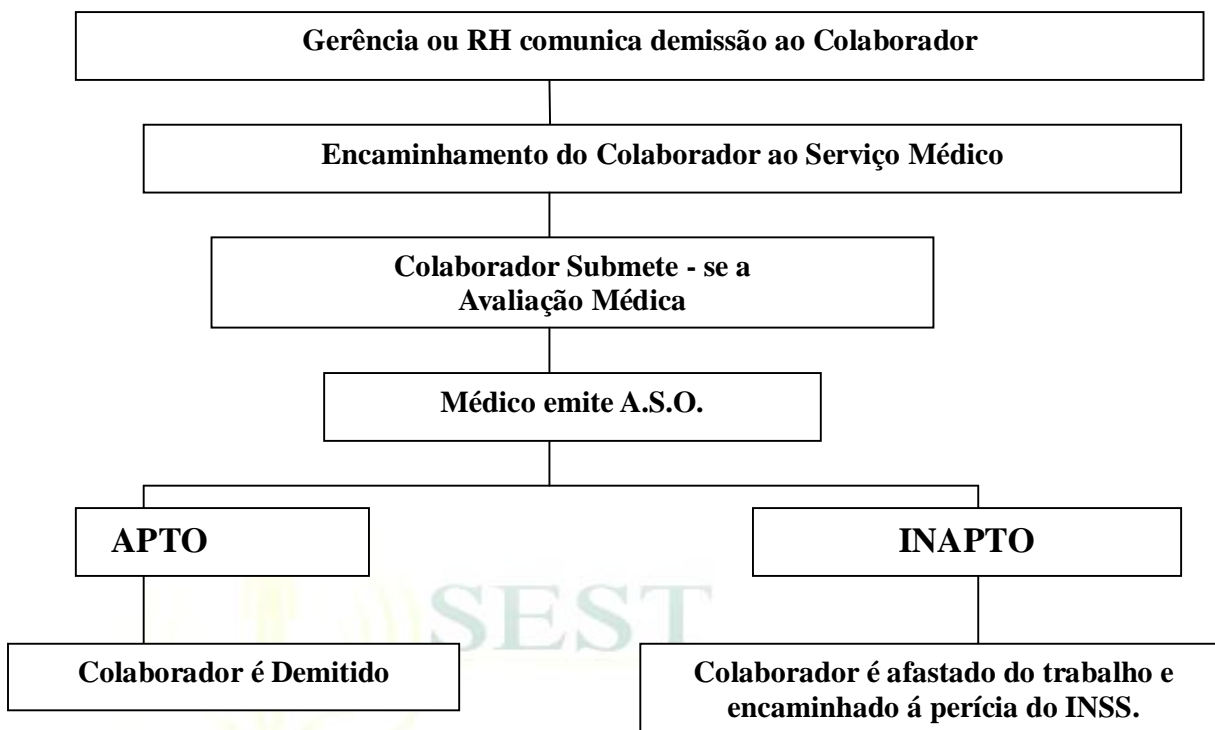 Gerência ou RH comunica demissão ao Colaborador
Encaminhamento do Colaborador ao Serviço Médico
Colaborador Submete - se a
Avaliação Médica
Médico emite A.S.O.
APTO
INAPTO
SEST
Colaborador é Demitido
Colaborador é afastado do trabalho e
encaminhado á perícia do INSS.